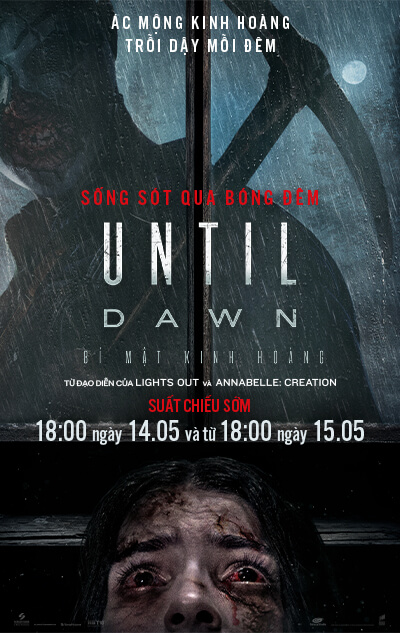 ÁC MỘNG KINH HOÀNG
TRỖI DẬY MỖI ĐÊM
SỐNG SÓT QUA BÓNG ĐÊM
UNTIL
DAWN
BÍ MẬT KINH HOÀNG
TỪ ĐẠO DIỄN CỦA LIGHTS OUT VÀ ANNABELLE: CREATION
SUẤT CHIẾU SỚM
18:00 ngày 14.05 và từ 18:00 ngày 15.05